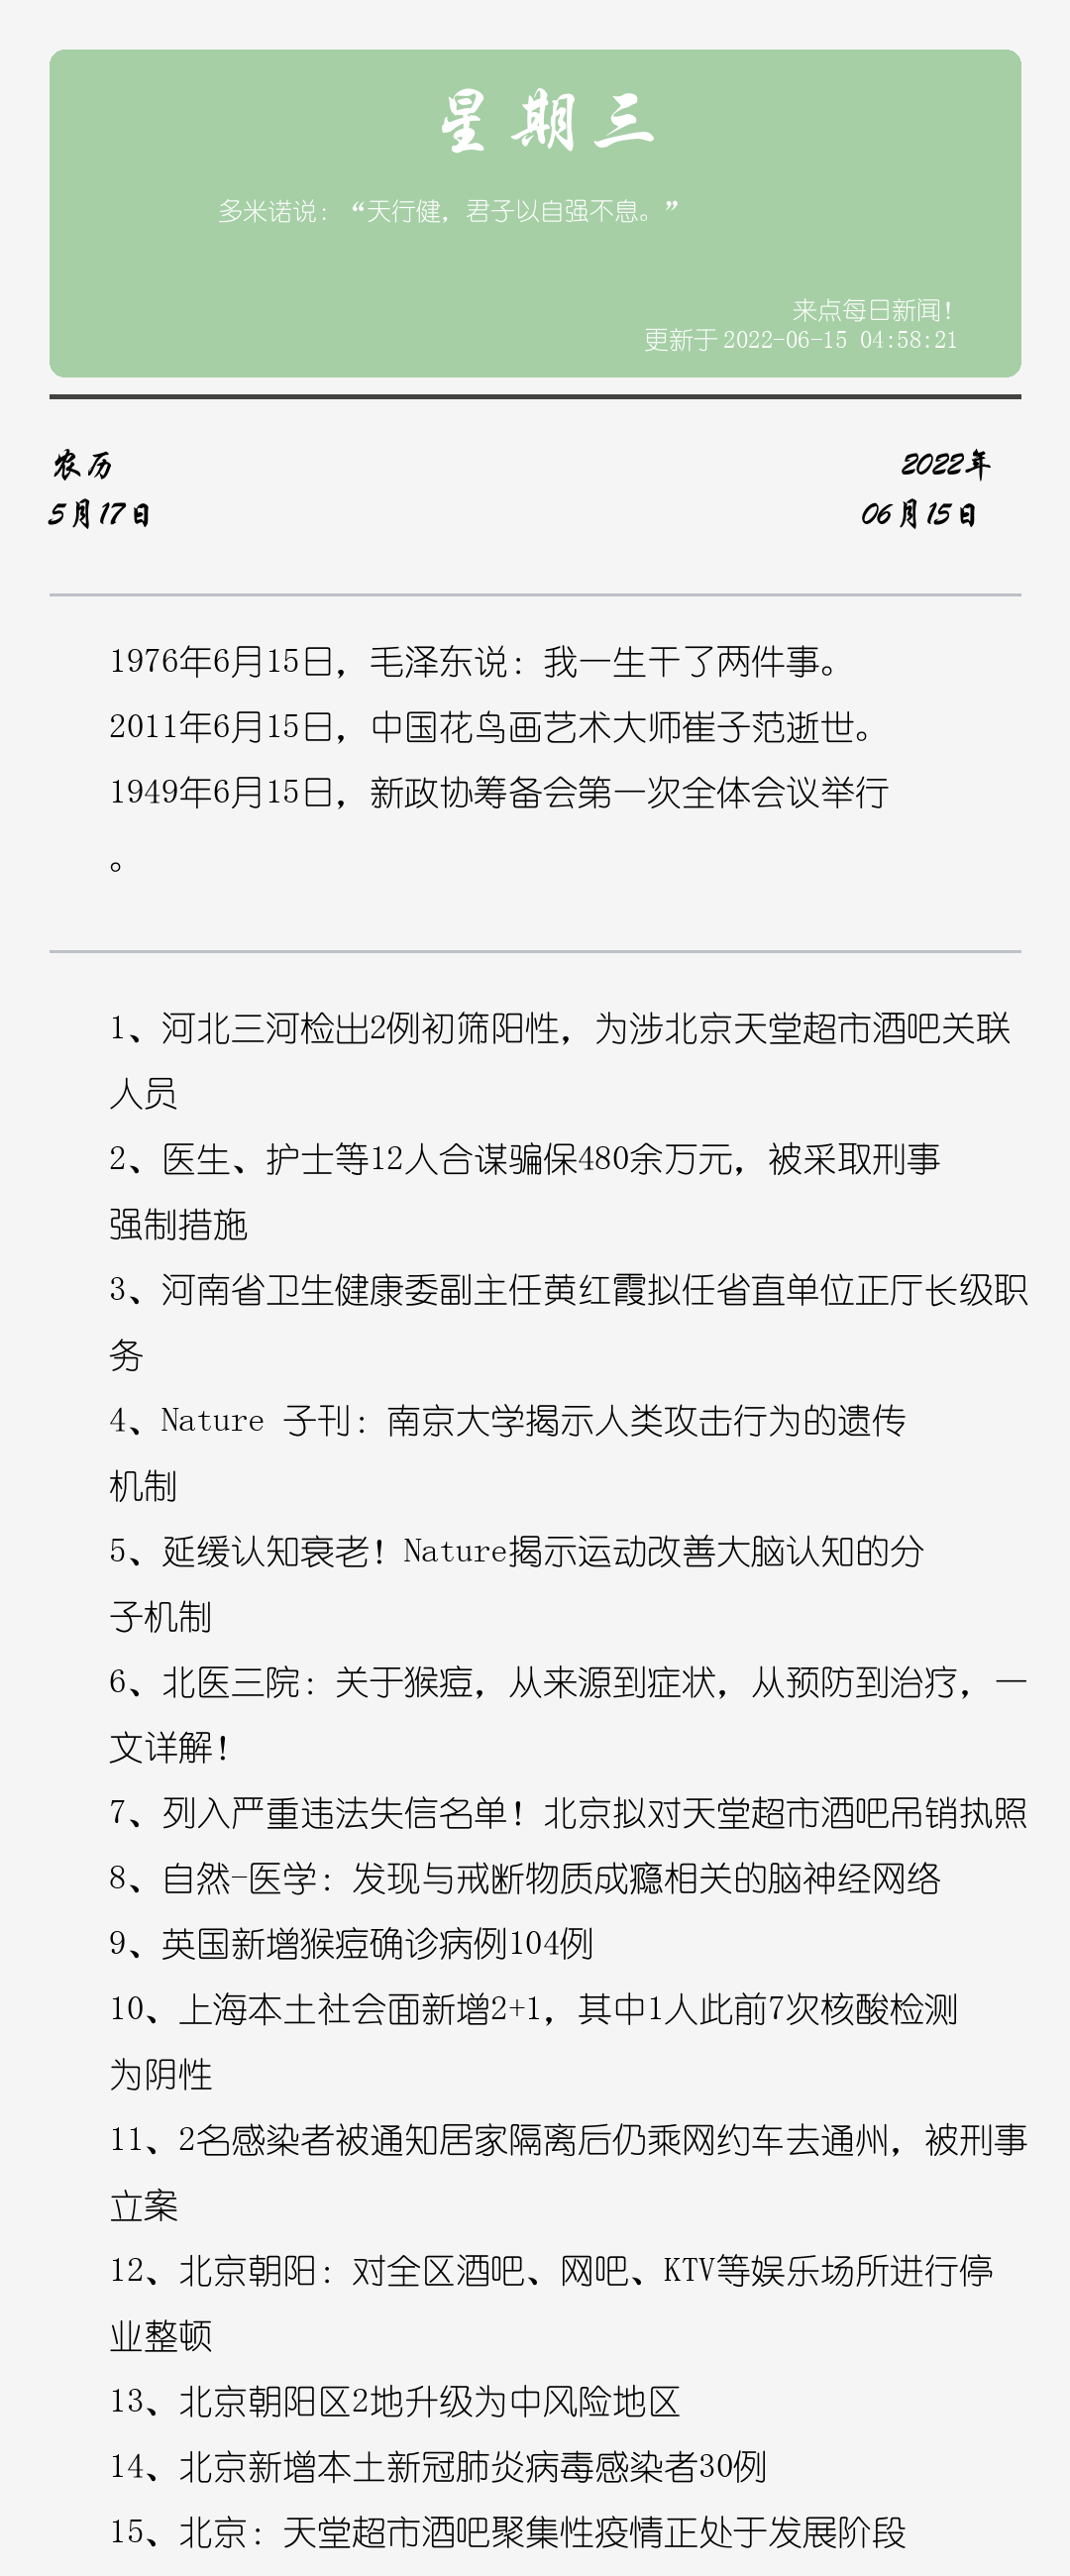 星期三
多米诺说：“天行健，君子以自强不息。”
来点每日新闻！
更新于 2022-06-15 04:58:21
农历
5月17日
2022年
06月15日
1976年6月15日，毛泽东说：我一生干了两件事。
2011年6月15日，中国花鸟画艺术大师崔子范逝世。
1949年6月15日，新政协筹备会第一次全体会议举行
。
1、河北三河检出2例初筛阳性，为涉北京天堂超市酒吧关联
人员
2、医生、护士等12人合谋骗保480余万元，被采取刑事
强制措施
3、河南省卫生健康委副主任黄红霞拟任省直单位正厅长级职
务
4、Nature 子刊：南京大学揭示人类攻击行为的遗传
机制
5、延缓认知衰老！Nature揭示运动改善大脑认知的分
子机制
6、北医三院：关于猴痘，从来源到症状，从预防到治疗，一
文详解！
7、列入严重违法失信名单！北京拟对天堂超市酒吧吊销执照
8、自然-医学：发现与戒断物质成瘾相关的脑神经网络
9、英国新增猴痘确诊病例104例
10、上海本土社会面新增2+1，其中1人此前7次核酸检测
为阴性
11、2名感染者被通知居家隔离后仍乘网约车去通州，被刑事
立案
12、北京朝阳：对全区酒吧、网吧、KTV等娱乐场所进行停
业整顿
13、北京朝阳区2地升级为中风险地区
14、北京新增本土新冠肺炎病毒感染者30例
15、北京：天堂超市酒吧聚集性疫情正处于发展阶段